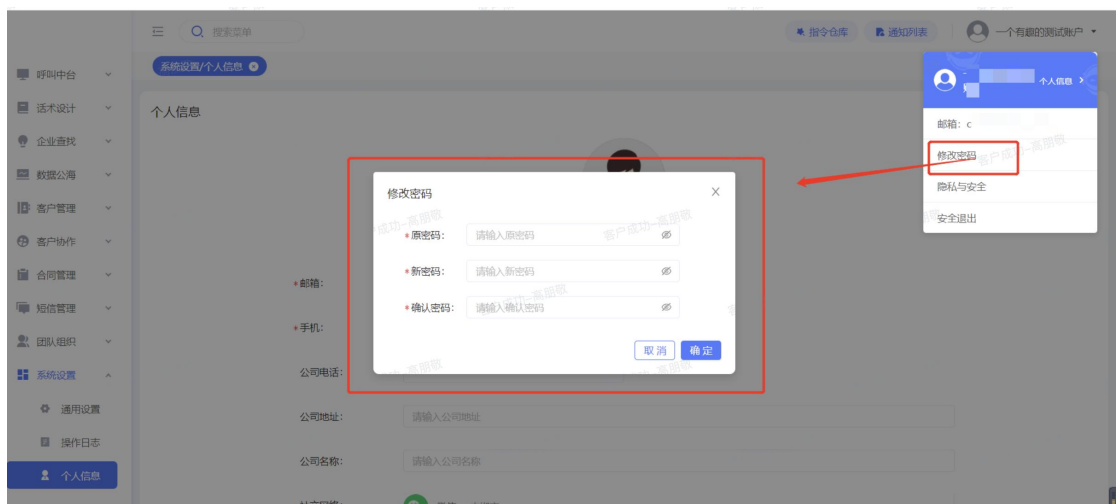 搜索菜单
指令仓库
通知列表
一个有趣的测试账户
系统设置/个人信息
呼叫中台
话术设计
企业查找
数据公海
客户管理
客户协作
合同管理
短信管理
团队组织
系统设置
通用设置
操作日志
个人信息
个人信息
个人信息 >
邮箱: c
修改密码
隐私与安全
安全退出
修改密码
*原密码: 请输入原密码
*新密码: 请输入新密码
*确认密码: 请输入确认密码
取消 确定
*邮箱:
*手机:
公司电话:
公司地址: 请输入公司地址
公司名称: 请输入公司名称
客户成功-高朋敬